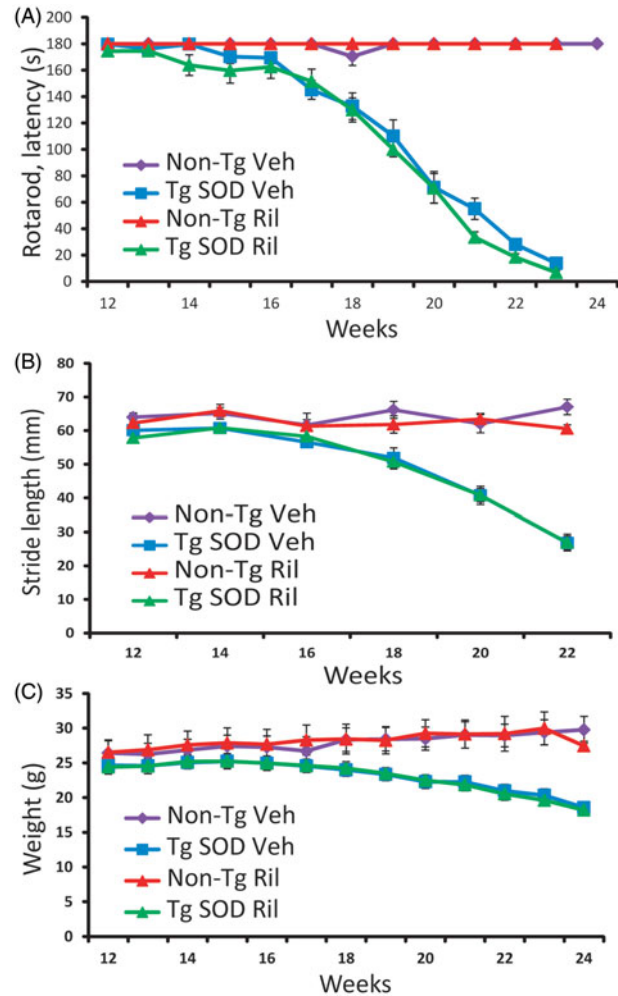 (A)
Rotarod, latency (s)
200
180
160
140
120
100
80
60
40
20
0
Non-Tg Veh
Tg SOD Veh
Non-Tg Ril
Tg SOD Ril
12 14 16 18 20 22 24
Weeks
(B)
Stride length (mm)
80
70
60
50
40
30
20
10
0
Non-Tg Veh
Tg SOD Veh
Non-Tg Ril
Tg SOD Ril
12 14 16 18 20 22
Weeks
(C)
Weight (g)
35
30
25
20
15
10
5
0
Non-Tg Veh
Tg SOD Veh
Non-Tg Ril
Tg SOD Ril
12 14 16 18 20 22 24
Weeks